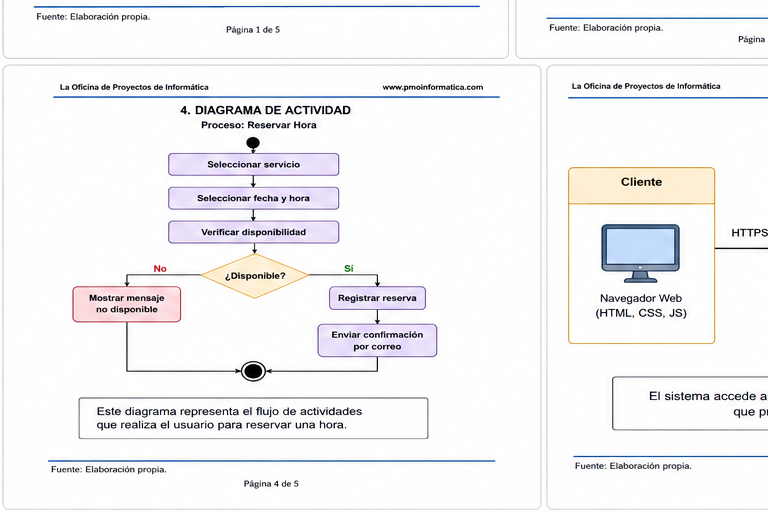 Fuente: Elaboración propia.
Página 1 de 5
Fuente: Elaboración propia.
Página
La Oficina de Proyectos de Informática
www.pmoinformatica.com
4. DIAGRAMA DE ACTIVIDAD
Proceso: Reservar Hora
Seleccionar servicio
Seleccionar fecha y hora
Verificar disponibilidad
¿Disponible?
No
Sí
Mostrar mensaje
no disponible
Registrar reserva
Enviar confirmación
por correo
Este diagrama representa el flujo de actividades
que realiza el usuario para reservar una hora.
Fuente: Elaboración propia.
Página 4 de 5
La Oficina de Proyectos de Informática
Cliente
HTTPS
Navegador Web
(HTML, CSS, JS)
El sistema accede a
que p
Fuente: Elaboración propia.